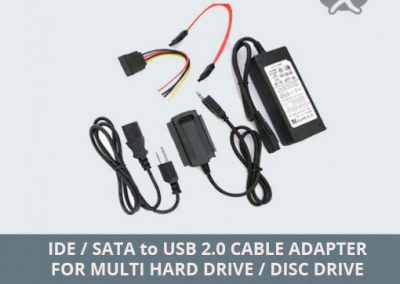 IDE / SATA to USB 2.0 CABLE ADAPTER
FOR MULTI HARD DRIVE / DISC DRIVE